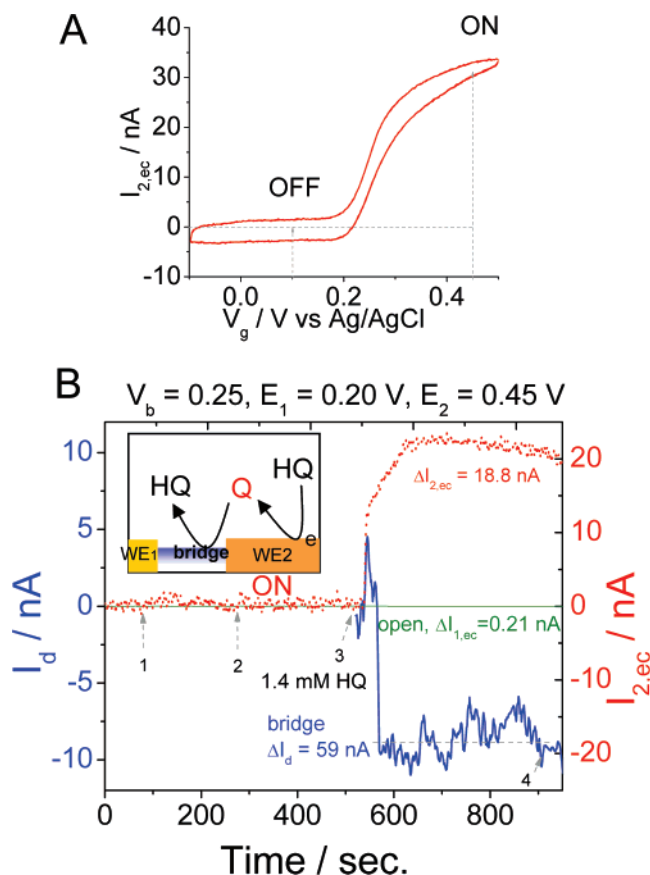 A
ON
OFF
40
30
20
10
0
-10
I2,ec / nA
0.0
0.2
0.4
Vg / V vs Ag/AgCl
B
Vb = 0.25, E1 = 0.20 V, E2 = 0.45 V
10
5
0
-5
-10
Id / nA
20
10
0
-10
-20
I2,ec / nA
HQ
Q
HQ
e
WE1
bridge
WE2
ΔI2,ec = 18.8 nA
ON
open, ΔI1,ec=0.21 nA
1
2
3
1.4 mM HQ
bridge
ΔId = 59 nA
4
0
200
400
600
800
Time / sec.